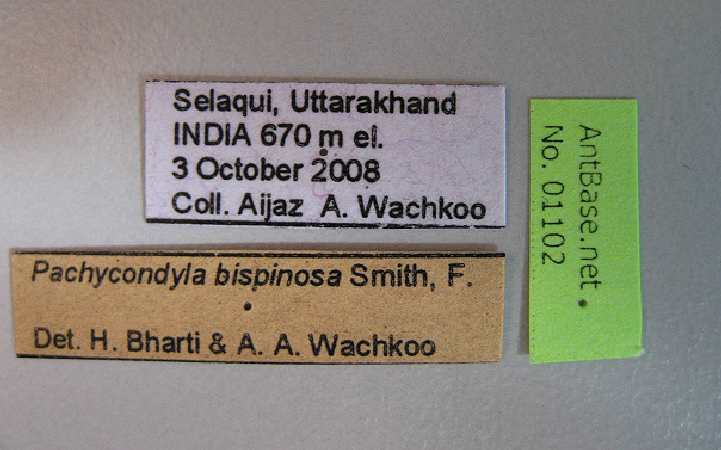 Selaqui, Uttarakhand
INDIA 670 m el.
3 October 2008
Coll. Aijaz A. Wachkoo
Pachycondyla bispinosa Smith, F.
Det. H. Bharti & A. A. Wachkoo
AntBase.net
No. 01102